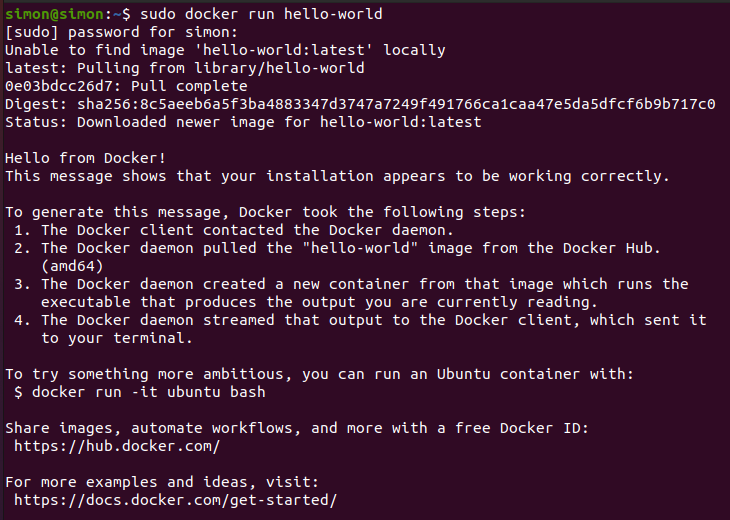 simon@simon:~$ sudo docker run hello-world
[sudo] password for simon:
Unable to find image 'hello-world:latest' locally
latest: Pulling from library/hello-world
0e03bdcc26d7: Pull complete
Digest: sha256:8c5aeeb6a5f3ba4883347d3747a7249f491766ca1caa47e5da5dfcf6b9b717c0
Status: Downloaded newer image for hello-world:latest

Hello from Docker!
This message shows that your installation appears to be working correctly.

To generate this message, Docker took the following steps:
 1. The Docker client contacted the Docker daemon.
 2. The Docker daemon pulled the "hello-world" image from the Docker Hub.
    (amd64)
 3. The Docker daemon created a new container from that image which runs the
    executable that produces the output you are currently reading.
 4. The Docker daemon streamed that output to the Docker client, which sent it
    to your terminal.

To try something more ambitious, you can run an Ubuntu container with:
 $ docker run -it ubuntu bash

Share images, automate workflows, and more with a free Docker ID:
 https://hub.docker.com/

For more examples and ideas, visit:
 https://docs.docker.com/get-started/